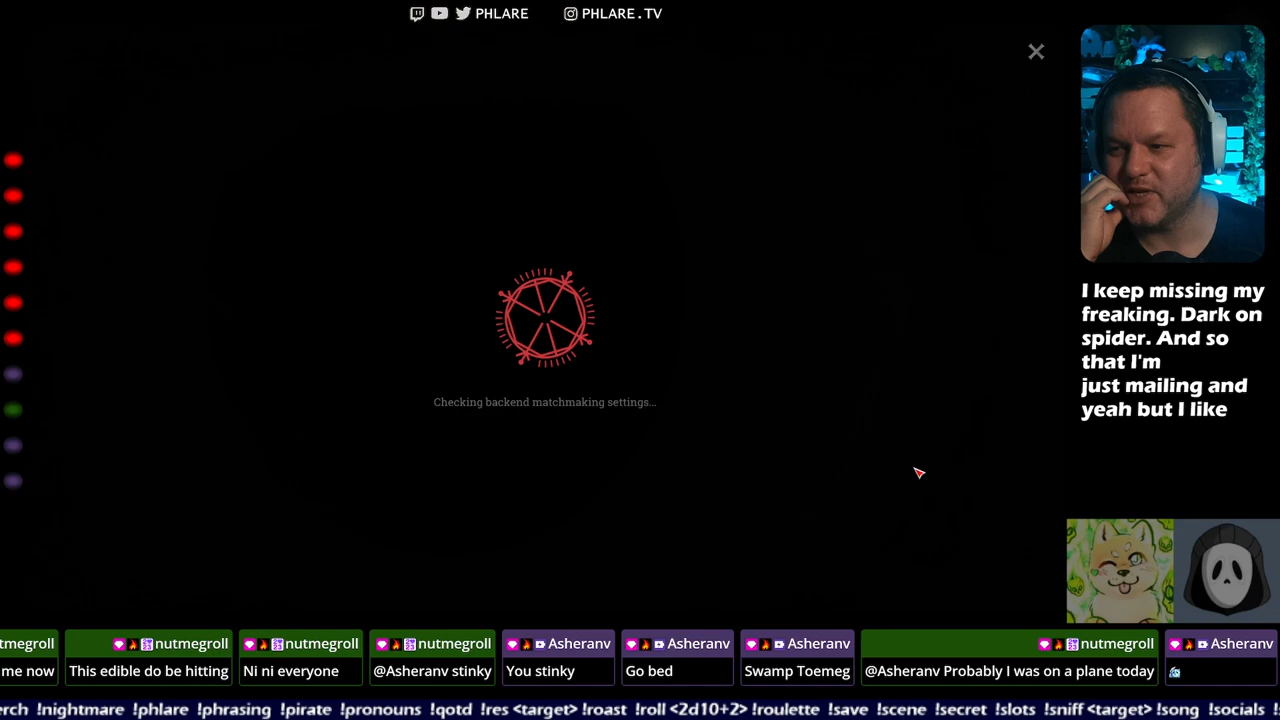 PHLARE PHLARE.TV
I keep missing my
freaking. Dark on
spider. And so
that I'm
just mailing and
yeah but I like
Checking backend matchmaking settings...
tmegroll nutmegroll nutmegroll nutmegroll Asheranv Asheranv Asheranv nutmegroll Asheranv
me now This edible do be hitting Ni ni everyone @Asheranv stinky You stinky Go bed Swamp Toemeg @Asheranv Probably I was on a plane today
erch !nightmare !phlare !phrasing !pirate !pronouns !qotd !res <target> !roast !roll <2d10+2> !roulette !save !scene !secret !slots !sniff <target> !song !socials